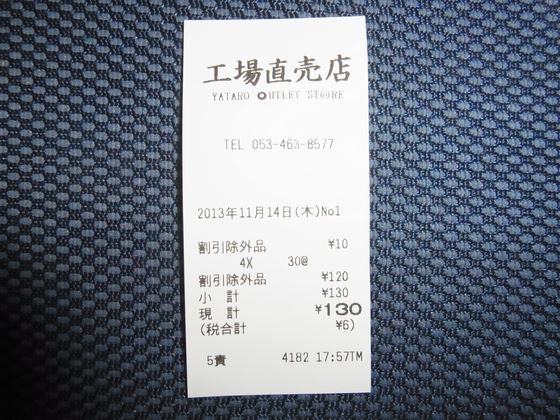 工場直売店
YATARO OUTLET STORE
TEL 053-463-8577
2013年11月14日(木)No1
割引除外品 ¥10
4X 30@
割引除外品 ¥120
小 計 ¥130
現 計 ¥130
(税合計 ¥6)
5責 4182 17:57TM